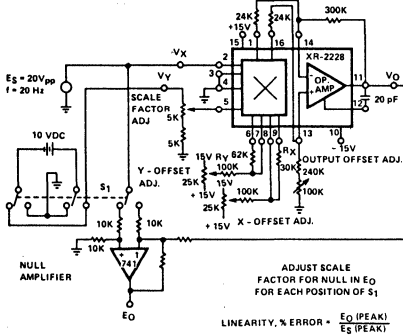 24K
24K
300K
+15V
15
1
16
14
XR-2228
VX
2
3
4
5
ES = 20Vpp
f = 20 Hz
VY
SCALE
FACTOR
ADJ
5K
5K
OP.
AMP
11
VO
12
20 pF
6
7
8
9
13
10
- 15V
10 VDC
Y - OFFSET
ADJ.
15V
RY
62K
100K
25K
+ 15V
RX
30K
OUTPUT OFFSET ADJ.
240K
100K
15V
100K
25K
+ 15V
X - OFFSET ADJ.
S1
10K
10K
10K
NULL
AMPLIFIER
+
741
EO
ADJUST SCALE
FACTOR FOR NULL IN EO
FOR EACH POSITION OF S1
LINEARITY, % ERROR = EO (PEAK)
ES (PEAK)